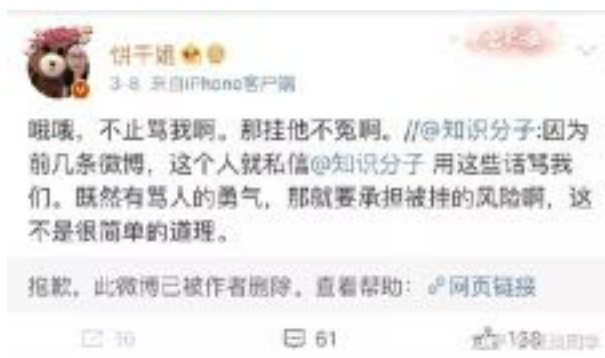 饼干姐
3-8 来自iPhone客户端
哦哦，不止骂我啊。那挂他不冤啊。//@知识分子:因为
前几条微博，这个人就私信@知识分子 用这些话骂我
们。既然有骂人的勇气，那就要承担被挂的风险啊，这
不是很简单的道理。
抱歉，此微博已被作者删除。查看帮助： 网页链接
16 61 138